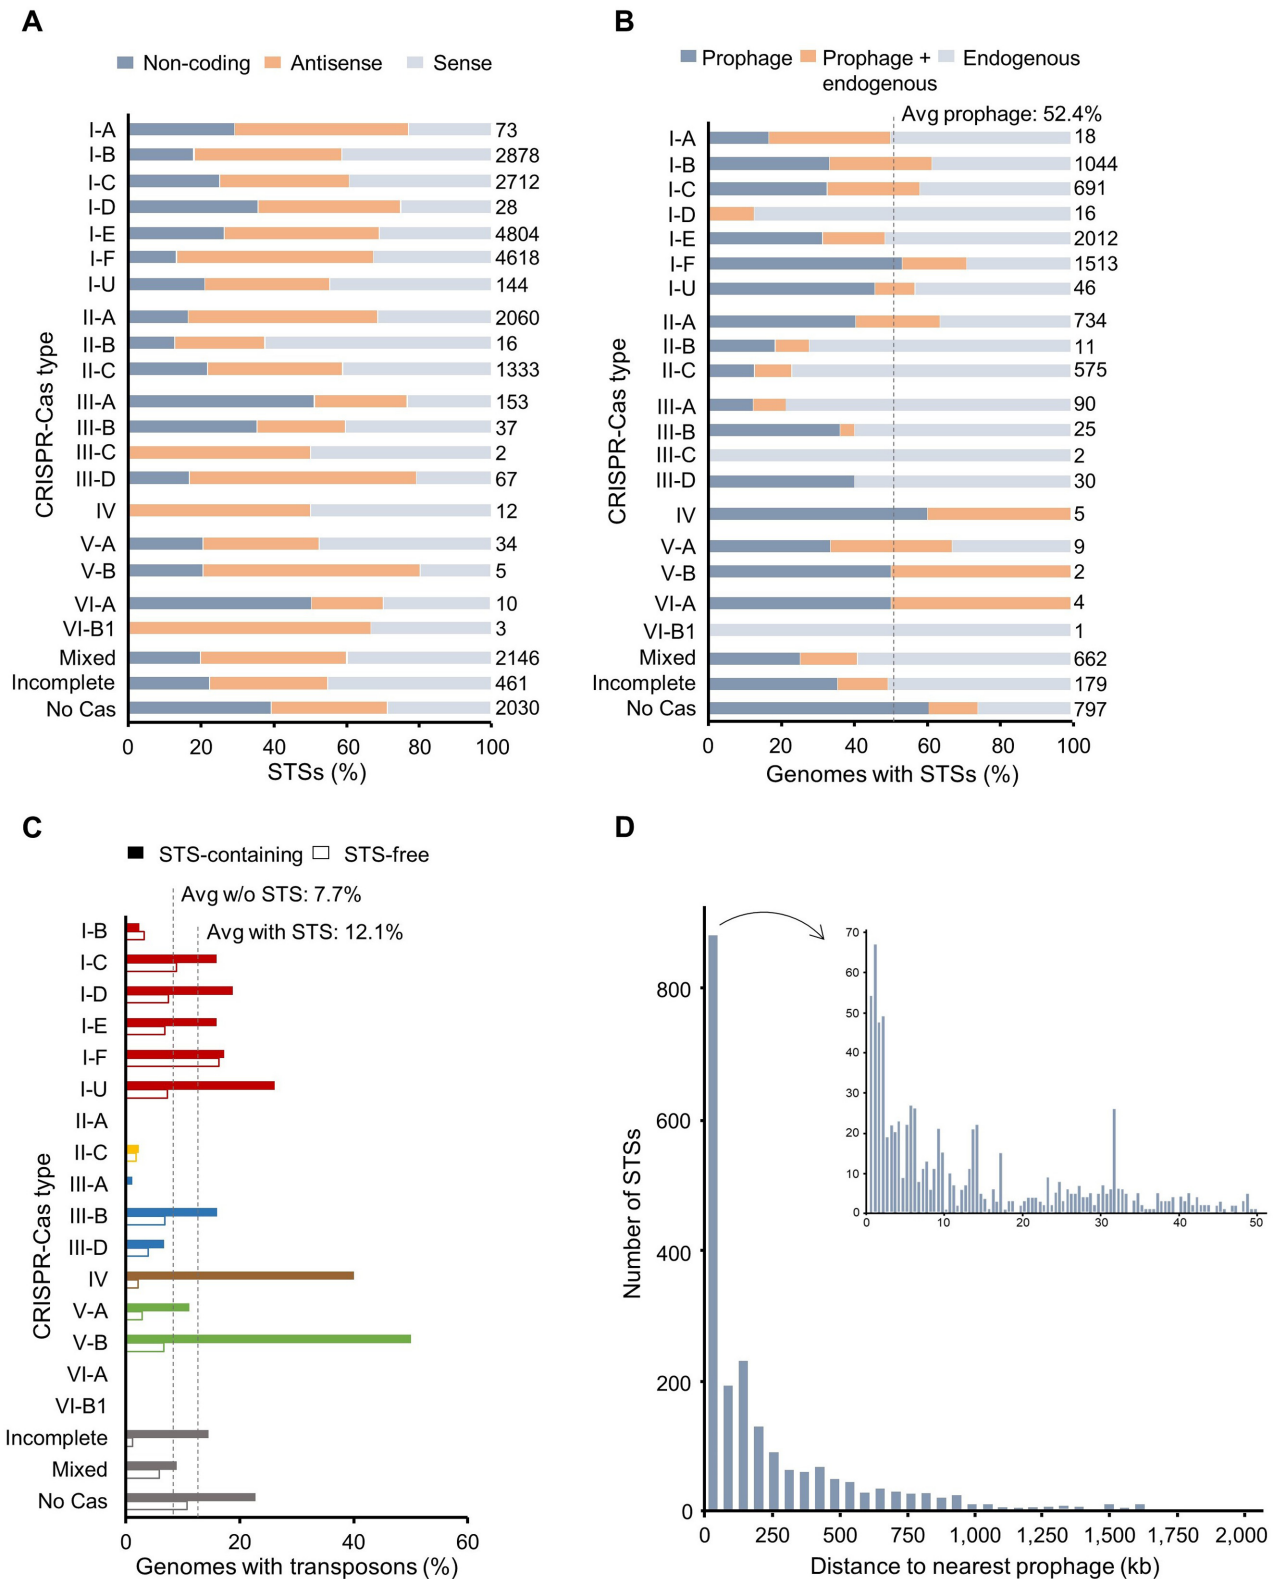 A
Non-coding Antisense Sense
I-A 73
I-B 2878
I-C 2712
I-D 28
I-E 4804
I-F 4618
I-U 144
II-A 2060
II-B 16
II-C 1333
III-A 153
III-B 37
III-C 2
III-D 67
IV 12
V-A 34
V-B 5
VI-A 10
VI-B1 3
Mixed 2146
Incomplete 461
No Cas 2030
CRISPR-Cas type
0 20 40 60 80 100
STSs (%)
B
Prophage Prophage + Endogenous
endogenous
Avg prophage: 52.4%
I-A 18
I-B 1044
I-C 691
I-D 16
I-E 2012
I-F 1513
I-U 46
II-A 734
II-B 11
II-C 575
III-A 90
III-B 25
III-C 2
III-D 30
IV 5
V-A 9
V-B 2
VI-A 4
VI-B1 1
Mixed 662
Incomplete 179
No Cas 797
CRISPR-Cas type
0 20 40 60 80 100
Genomes with STSs (%)
C
STS-containing STS-free
Avg w/o STS: 7.7%
Avg with STS: 12.1%
I-B
I-C
I-D
I-E
I-F
I-U
II-A
II-C
III-A
III-B
III-D
IV
V-A
V-B
VI-A
VI-B1
Incomplete
Mixed
No Cas
CRISPR-Cas type
0 20 40 60
Genomes with transposons (%)
D
800
600
400
200
0
Number of STSs
70
60
50
40
30
20
10
0
0 10 20 30 40 50
0 250 500 750 1,000 1,250 1,500 1,750 2,000
Distance to nearest prophage (kb)